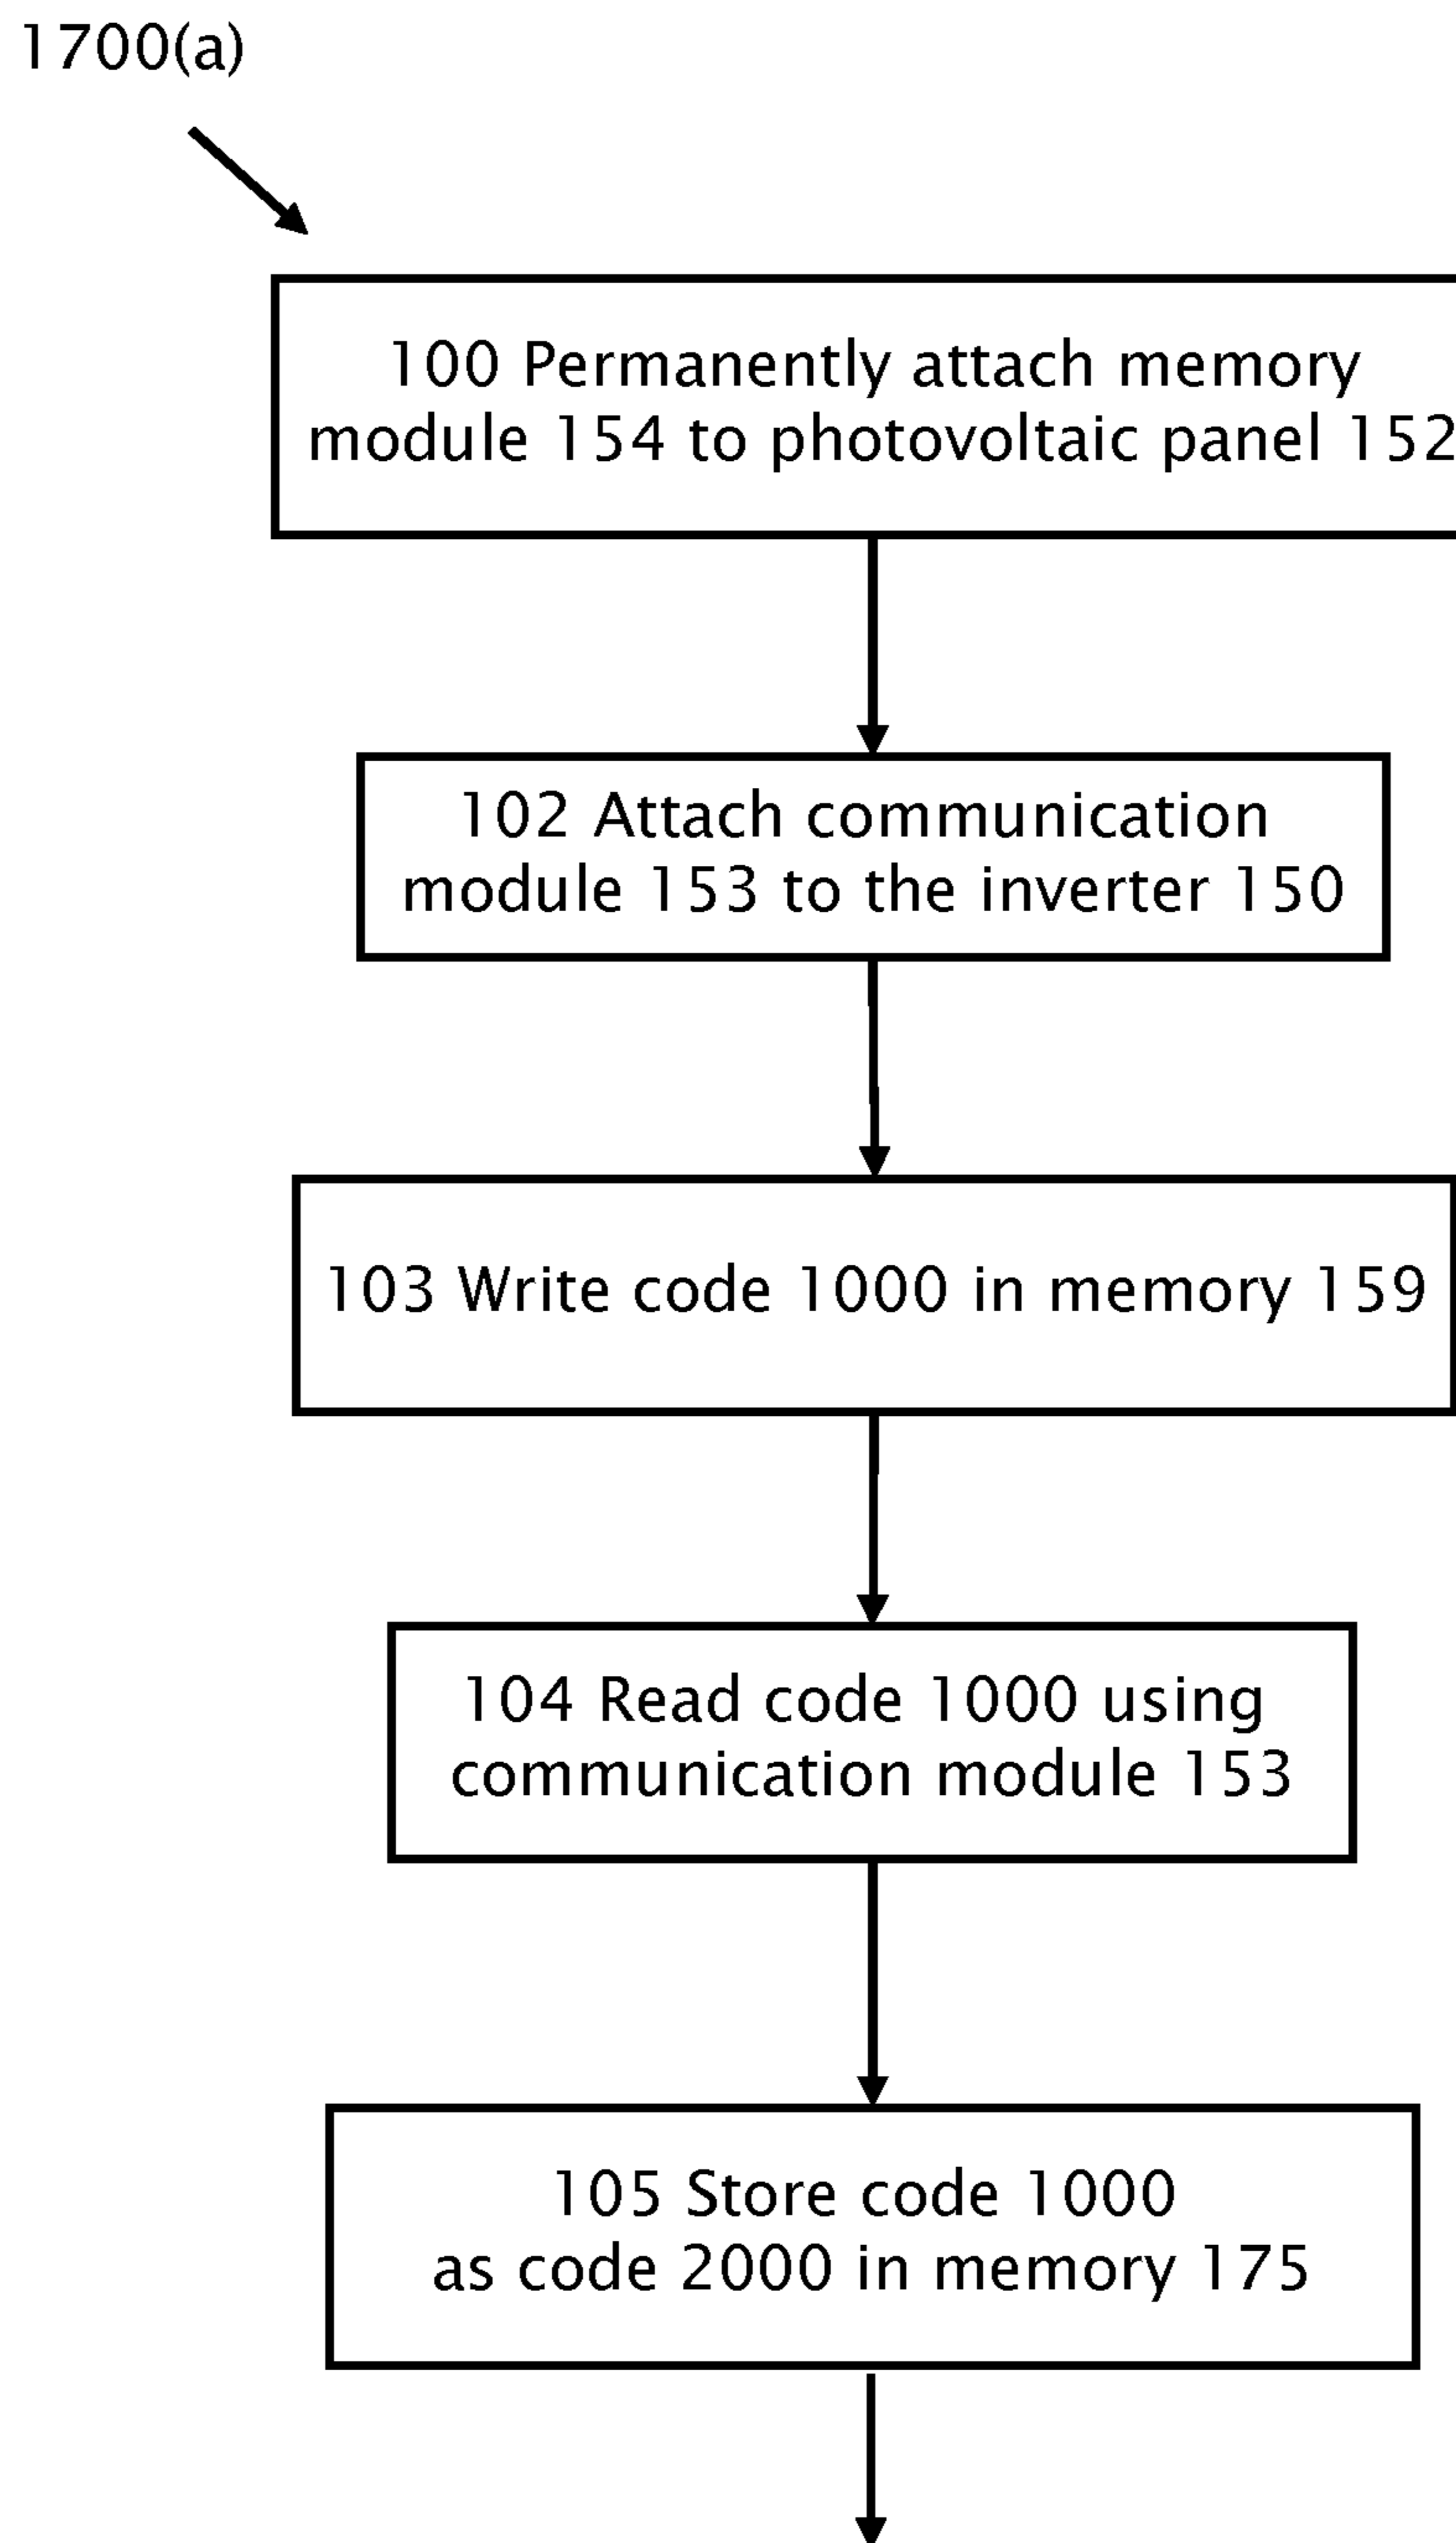 1700(a)
100 Permanently attach memory
module 154 to photovoltaic panel 152
102 Attach communication
module 153 to the inverter 150
103 Write code 1000 in memory 159
104 Read code 1000 using
communication module 153
105 Store code 1000
as code 2000 in memory 175